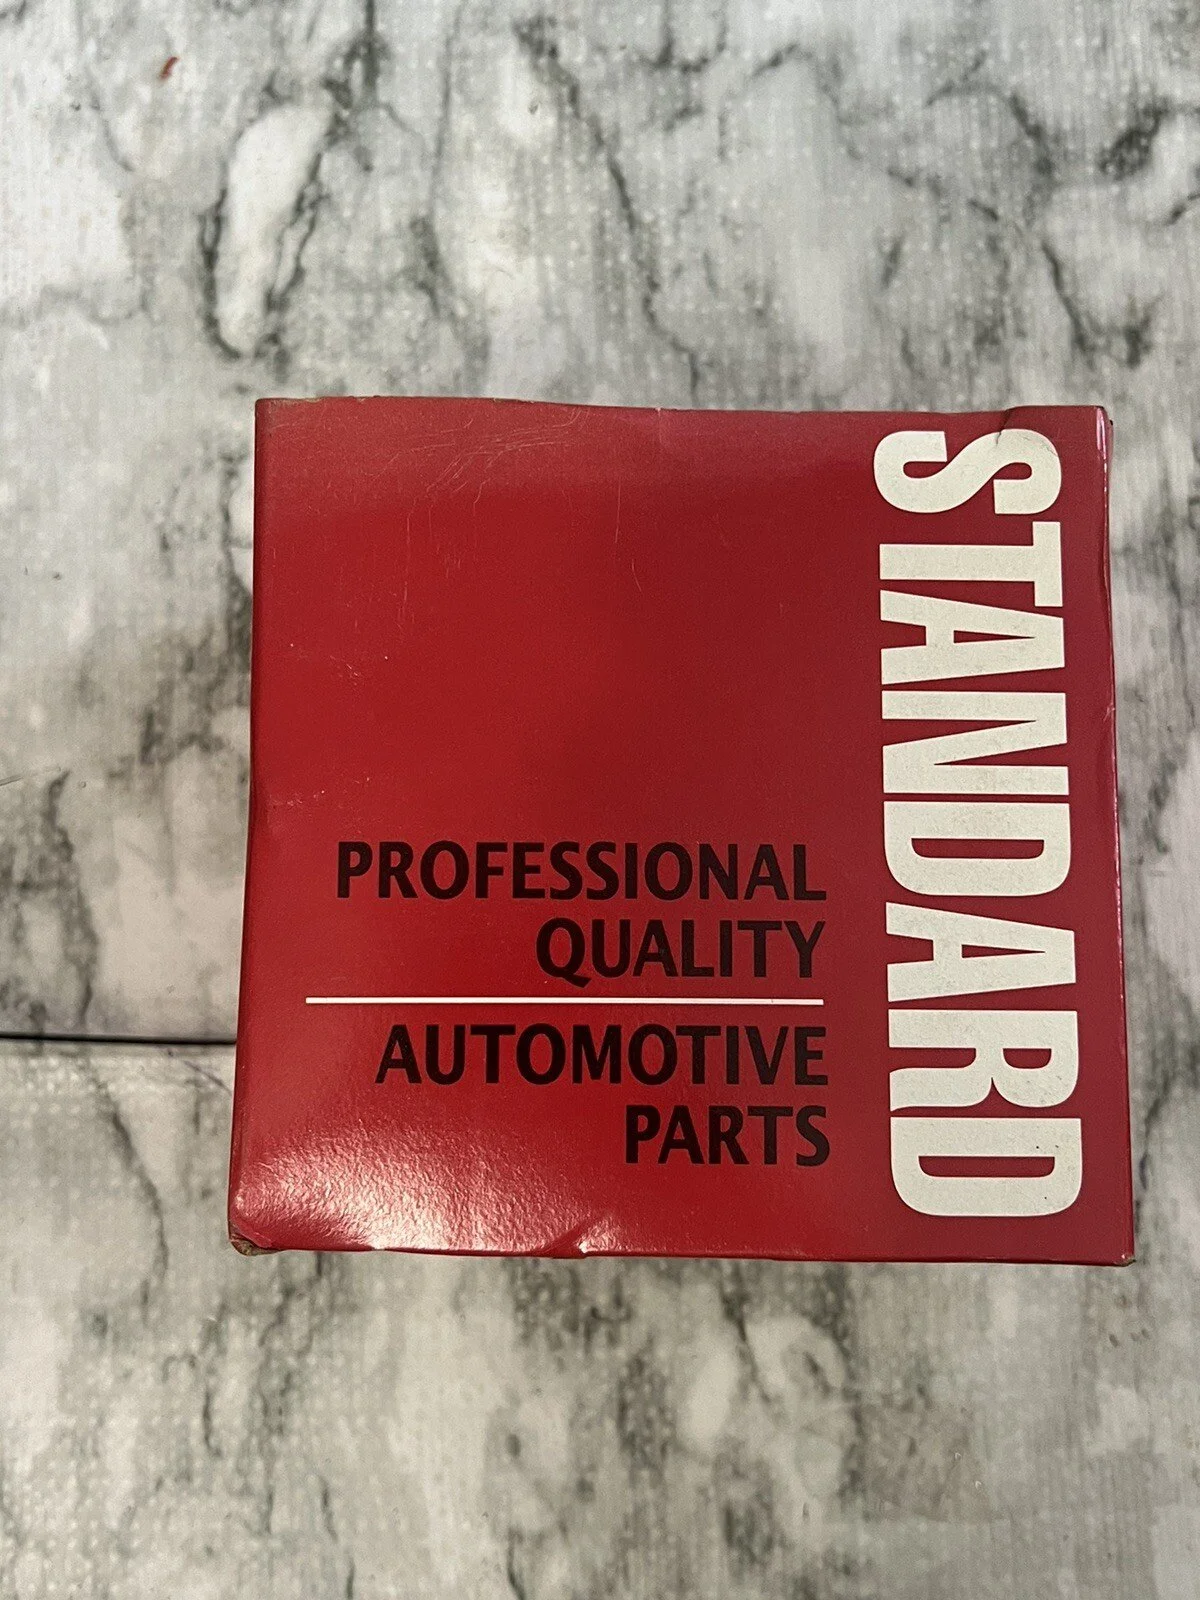 PROFESSIONAL
QUALITY
AUTOMOTIVE
PARTS
STANDARD